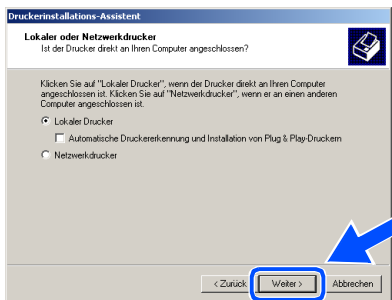 Druckerinstallations-Assistent
Lokaler oder Netzwerkdrucker
Ist der Drucker direkt an Ihren Computer angeschlossen?
Klicken Sie auf "Lokaler Drucker", wenn der Drucker direkt an Ihren Computer
angeschlossen ist. Klicken Sie auf "Netzwerkdrucker", wenn er an einen anderen
Computer angeschlossen ist.
Lokaler Drucker
Automatische Druckererkennung und Installation von Plug & Play-Druckern
Netzwerkdrucker
< Zurück Weiter > Abbrechen